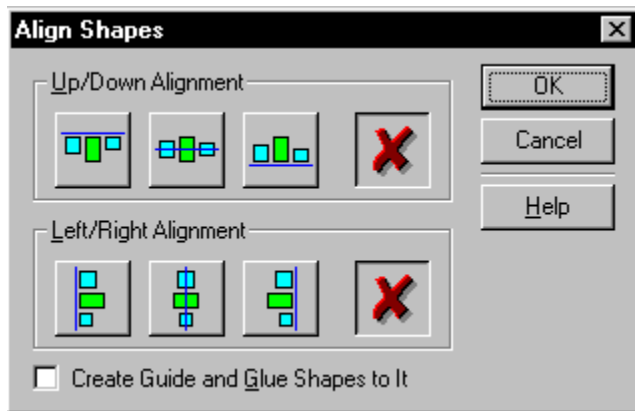 Align Shapes
Up/Down Alignment
OK
Cancel
Help
Left/Right Alignment
Create Guide and Glue Shapes to It